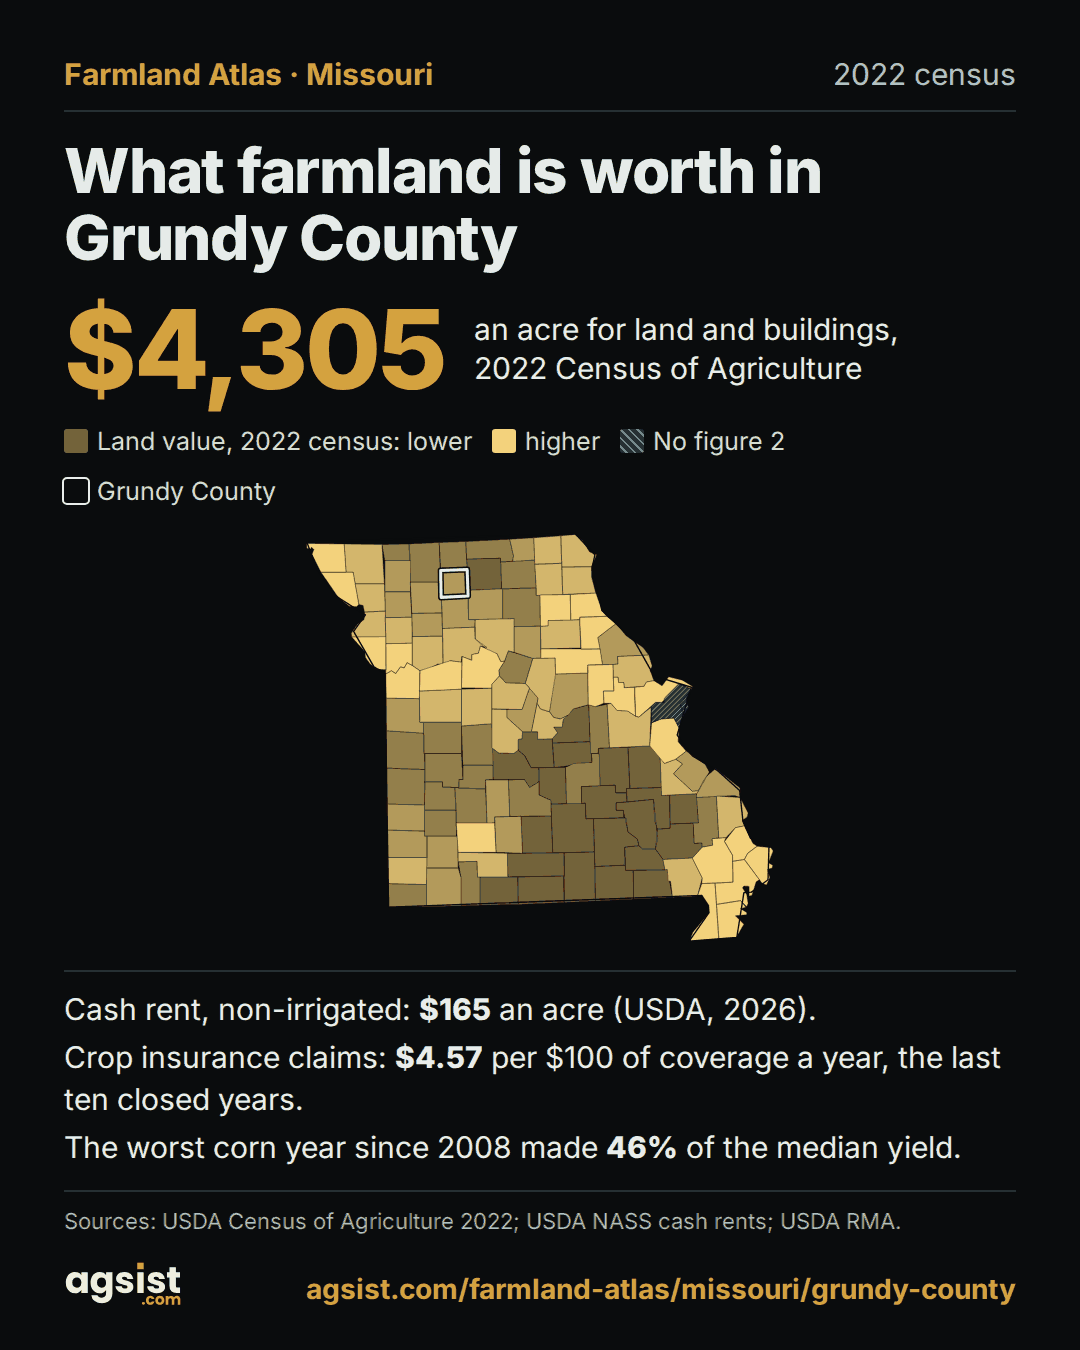 Farmland Atlas · Missouri
2022 census
What farmland is worth in
Grundy County
$4,305
an acre for land and buildings,
2022 Census of Agriculture
Land value, 2022 census: lower
higher
No figure 2
Grundy County
Cash rent, non-irrigated: $165 an acre (USDA, 2026).
Crop insurance claims: $4.57 per $100 of coverage a year, the last
ten closed years.
The worst corn year since 2008 made 46% of the median yield.
Sources: USDA Census of Agriculture 2022; USDA NASS cash rents; USDA RMA.
agsist
.com
agsist.com/farmland-atlas/missouri/grundy-county